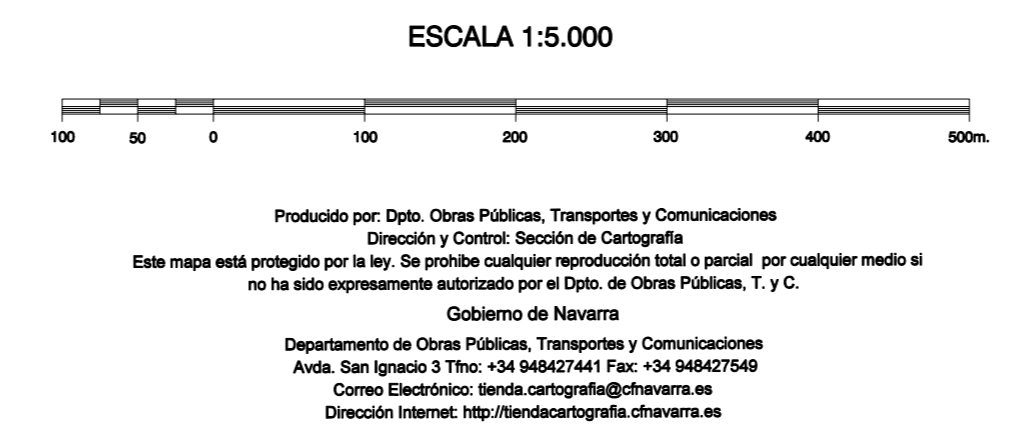 ESCALA 1:5.000
100 50 0 100 200 300 400 500m.
Producido por: Dpto. Obras Públicas, Transportes y Comunicaciones
Dirección y Control: Sección de Cartografía
Este mapa está protegido por la ley. Se prohibe cualquier reproducción total o parcial por cualquier medio si
no ha sido expresamente autorizado por el Dpto. de Obras Públicas, T. y C.
Gobierno de Navarra
Departamento de Obras Públicas, Transportes y Comunicaciones
Avda. San Ignacio 3 Tfno: +34 948427441 Fax: +34 948427549
Correo Electrónico: tienda.cartografia@cfnavarra.es
Dirección Internet: http://tiendacartografia.cfnavarra.es